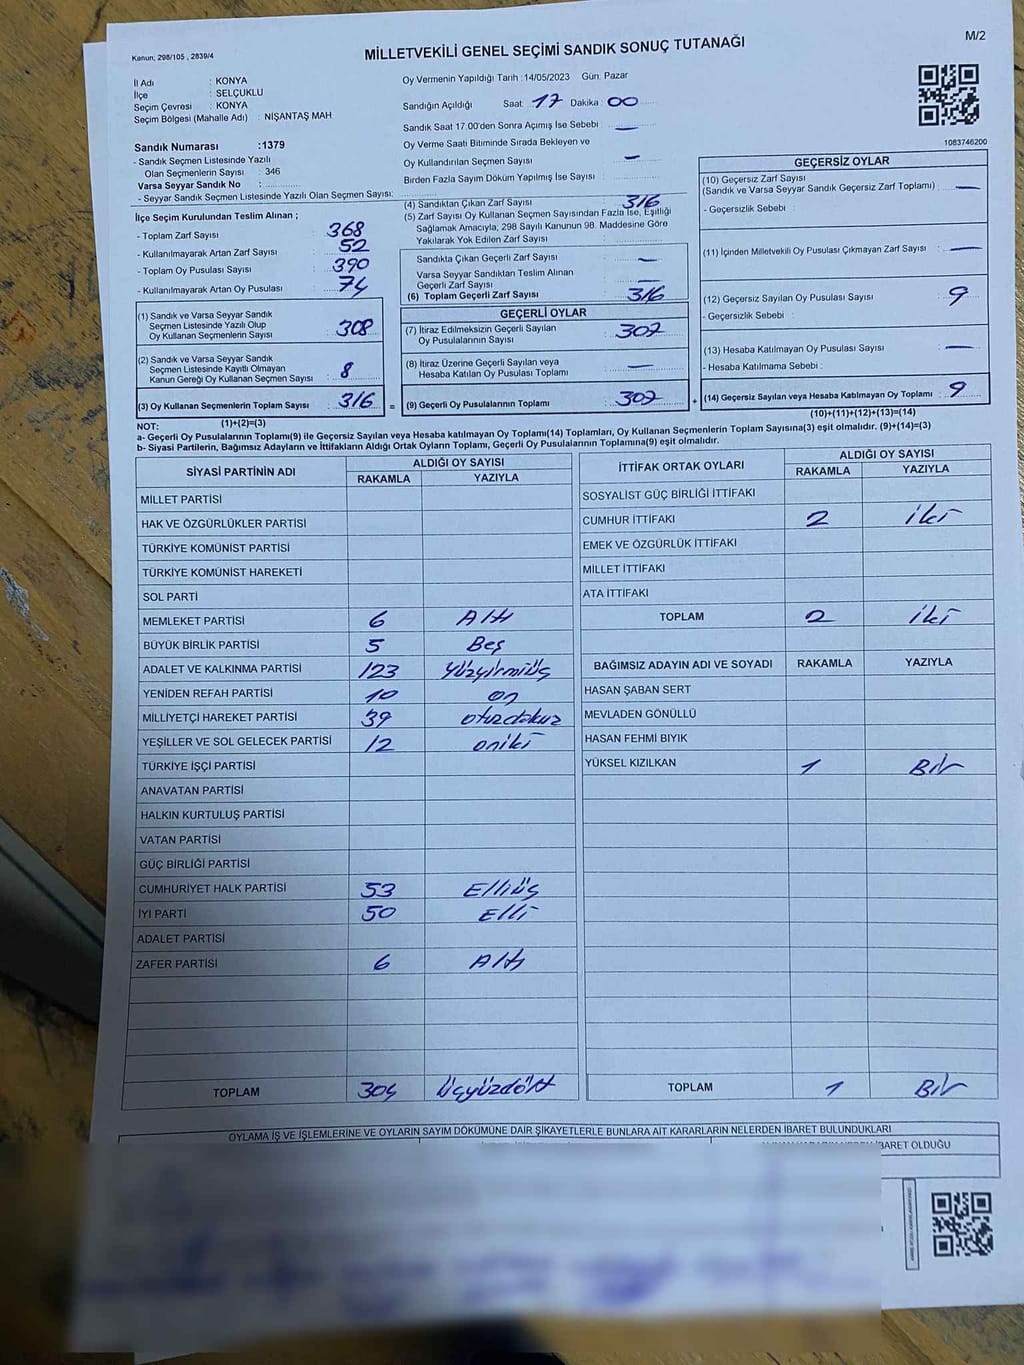 Kanun; 298/105 , 2839/4
MİLLETVEKİLİ GENEL SEÇİMİ SANDIK SONUÇ TUTANAĞI
M/2
İl Adı : KONYA
İlçe : SELÇUKLU
Seçim Çevresi : KONYA
Seçim Bölgesi (Mahalle Adı) : NİŞANTAŞ MAH
Sandık Numarası :1379
- Sandık Seçmen Listesinde Yazılı
Olan Seçmenlerin Sayısı : 346
Varsa Seyyar Sandık No :
- Seyyar Sandık Seçmen Listesinde Yazılı Olan Seçmen Sayısı:
Oy Vermenin Yapıldığı Tarih :14/05/2023 Gün: Pazar
Sandığın Açıldığı Saat: 17 Dakika 00
Sandık Saat 17.00'den Sonra Açımış İse Sebebi : —
Oy Verme Saati Bitiminde Sırada Bekleyen ve
Oy Kullandırılan Seçmen Sayısı : —
Birden Fazla Sayım Döküm Yapılmış İse Sayısı :
1083746200
İlçe Seçim Kurulundan Teslim Alınan ;
- Toplam Zarf Sayısı : 368
- Kullanılmayarak Artan Zarf Sayısı : 52
- Toplam Oy Pusulası Sayısı : 390
- Kullanılmayarak Artan Oy Pusulası : 74
(4) Sandıktan Çıkan Zarf Sayısı : 316
(5) Zarf Sayısı Oy Kullanan Seçmen Sayısından Fazla İse, Eşitliği
Sağlamak Amacıyla; 298 Sayılı Kanunun 98. Maddesine Göre
Yakılarak Yok Edilen Zarf Sayısı :
Sandıkta Çıkan Geçerli Zarf Sayısı : —
Varsa Seyyar Sandıktan Teslim Alınan
Geçerli Zarf Sayısı : —
(6) Toplam Geçerli Zarf Sayısı : 316
GEÇERSİZ OYLAR
(10) Geçersiz Zarf Sayısı
(Sandık ve Varsa Seyyar Sandık Geçersiz Zarf Toplamı) : —
- Geçersizlik Sebebi :
(11) İçinden Milletvekili Oy Pusulası Çıkmayan Zarf Sayısı : —
(12) Geçersiz Sayılan Oy Pusulası Sayısı : 9
- Geçersizlik Sebebi :
(13) Hesaba Katılmayan Oy Pusulası Sayısı : —
- Hesaba Katılmama Sebebi :
(14) Geçersiz Sayılan veya Hesaba Katılmayan Oy Toplamı : 9
(10)+(11)+(12)+(13)=(14)
(1) Sandık ve Varsa Seyyar Sandık
Seçmen Listesinde Yazılı Olup
Oy Kullanan Seçmenlerin Sayısı : 308
(2) Sandık ve Varsa Seyyar Sandık
Seçmen Listesinde Kayıtlı Olmayan
Kanun Gereği Oy Kullanan Seçmen Sayısı : 8
(3) Oy Kullanan Seçmenlerin Toplam Sayısı : 316 =
(1)+(2)=(3)
GEÇERLİ OYLAR
(7) İtiraz Edilmeksizin Geçerli Sayılan
Oy Pusulalarının Sayısı : 307
(8) İtiraz Üzerine Geçerli Sayılan veya
Hesaba Katılan Oy Pusulası Toplamı : —
(9) Geçerli Oy Pusulalarının Toplamı : 307 +
NOT:
a- Geçerli Oy Pusulalarının Toplamı(9) ile Geçersiz Sayılan veya Hesaba katılmayan Oy Toplamı(14) Toplamları, Oy Kullanan Seçmenlerin Toplam Sayısına(3) eşit olmalıdır. (9)+(14)=(3)
b- Siyasi Partilerin, Bağımsız Adayların ve İttifakların Aldığı Ortak Oyların Toplamı, Geçerli Oy Pusulalarının Toplamına(9) eşit olmalıdır.
SİYASİ PARTİNİN ADI ALDIĞI OY SAYISI
RAKAMLA YAZIYLA
MİLLET PARTİSİ
HAK VE ÖZGÜRLÜKLER PARTİSİ
TÜRKİYE KOMÜNİST PARTİSİ
TÜRKİYE KOMÜNİST HAREKETİ
SOL PARTİ
MEMLEKET PARTİSİ 6 Altı
BÜYÜK BİRLİK PARTİSİ 5 Beş
ADALET VE KALKINMA PARTİSİ 123 Yüzyirmiüç
YENİDEN REFAH PARTİSİ 10 on
MİLLİYETÇİ HAREKET PARTİSİ 39 otuzdokuz
YEŞİLLER VE SOL GELECEK PARTİSİ 12 oniki
TÜRKİYE İŞÇİ PARTİSİ
ANAVATAN PARTİSİ
HALKIN KURTULUŞ PARTİSİ
VATAN PARTİSİ
GÜÇ BİRLİĞİ PARTİSİ
CUMHURİYET HALK PARTİSİ 53 Elliüç
İYİ PARTİ 50 Elli
ADALET PARTİSİ
ZAFER PARTİSİ 6 Altı
TOPLAM 304 Üçyüzdört
İTTİFAK ORTAK OYLARI ALDIĞI OY SAYISI
RAKAMLA YAZIYLA
SOSYALİST GÜÇ BİRLİĞİ İTTİFAKI
CUMHUR İTTİFAKI 2 iki
EMEK VE ÖZGÜRLÜK İTTİFAKI
MİLLET İTTİFAKI
ATA İTTİFAKI
TOPLAM 2 iki
BAĞIMSIZ ADAYIN ADI VE SOYADI RAKAMLA YAZIYLA
HASAN ŞABAN SERT
MEVLADEN GÖNÜLLÜ
HASAN FEHMİ BIYIK
YÜKSEL KIZILKAN 1 Bir
TOPLAM 1 Bir
OYLAMA İŞ VE İŞLEMLERİNE VE OYLARIN SAYIM DÖKÜMÜNE DAİR ŞİKAYETLERLE BUNLARA AİT KARARLARIN NELERDEN İBARET BULUNDUKLARI
İBARET OLDUĞU